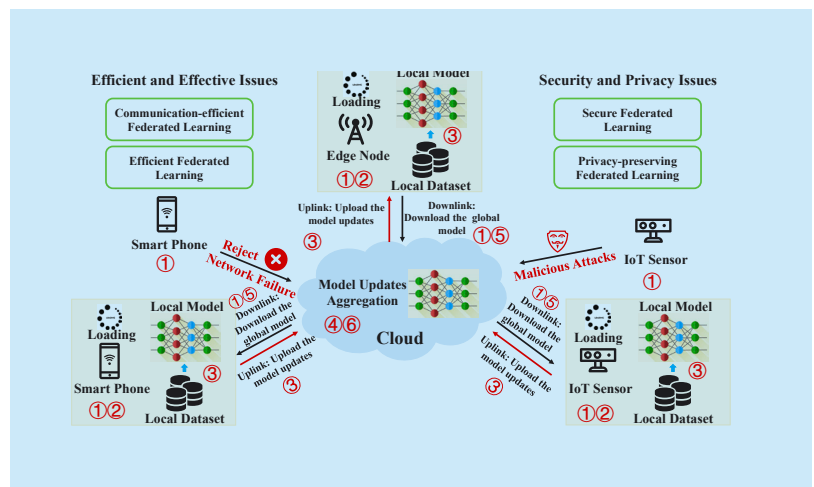 Efficient and Effective Issues
Communication-efficient
Federated Learning
Efficient Federated
Learning
Local Model
Loading
③
Edge Node
①②
Local Dataset
Security and Privacy Issues
Secure Federated
Learning
Privacy-preserving
Federated Learning
Uplink: Upload the
model updates
③
Downlink:
Download the global
model
①⑤
Smart Phone
①
Reject
Network Failure
IoT Sensor
①
Malicious Attacks
Model Updates
Aggregation
④⑥
Cloud
①⑤
Downlink:
Download the
global model
Uplink: Upload the
model updates
③
①⑤
Downlink:
Download the
global model
Uplink: Upload the
model updates
③
Local Model
Loading
③
Smart Phone
①②
Local Dataset
Local Model
Loading
③
IoT Sensor
①②
Local Dataset